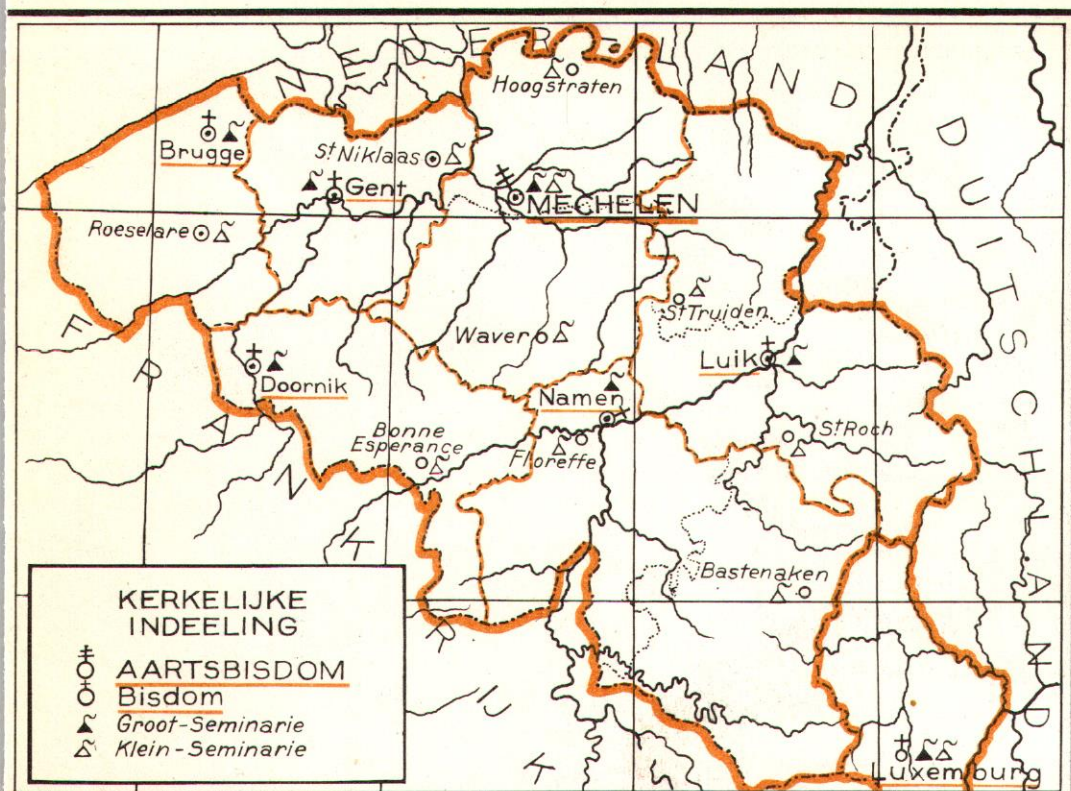 NEDERLAND
Hoogstraten
Brugge
St Niklaas
Gent
MECHELEN
DUITSCHLAND
Roeselare
St Truiden
FRANKRIJK
Waver
Luik
Doornik
Namen
Bonne
Esperance
Floreffe
St Roch
Bastenaken
KERKELIJKE
INDEELING
AARTSBISDOM
Bisdom
Groot-Seminarie
Klein-Seminarie
Luxemburg